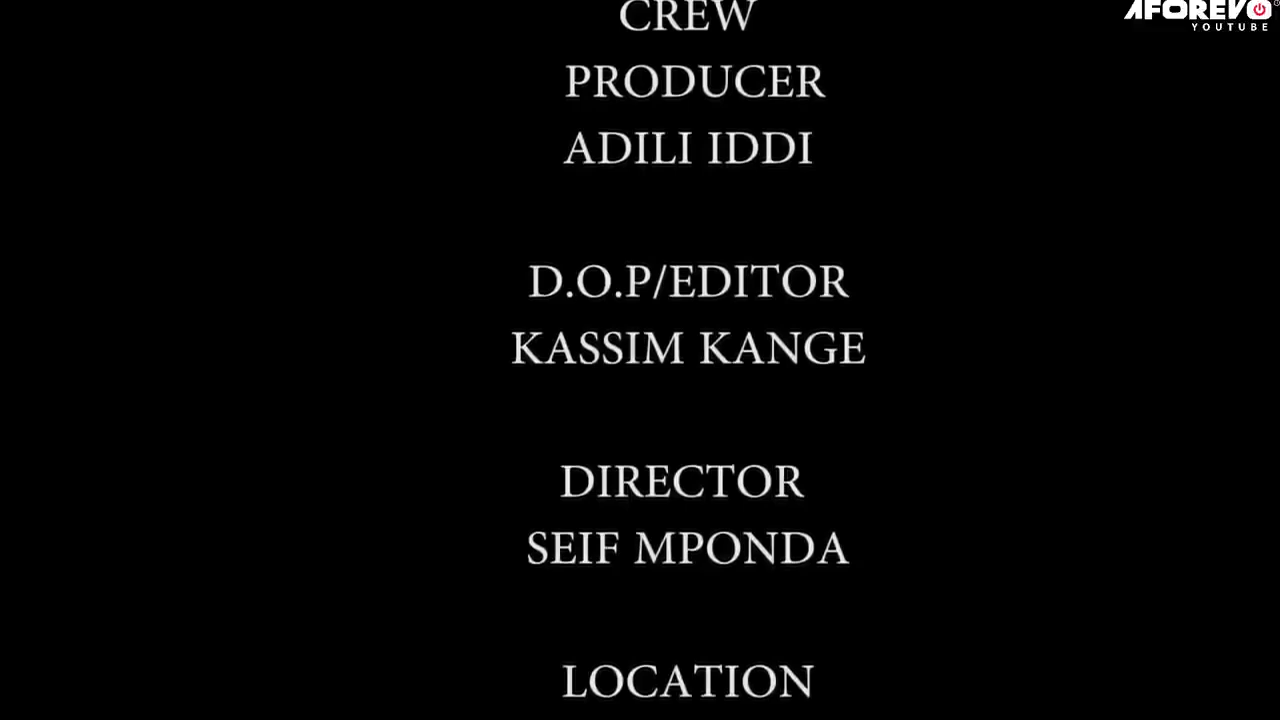 AFOREVO
YOUTUBE
CREW
PRODUCER
ADILI IDDI
D.O.P/EDITOR
KASSIM KANGE
DIRECTOR
SEIF MPONDA
LOCATION